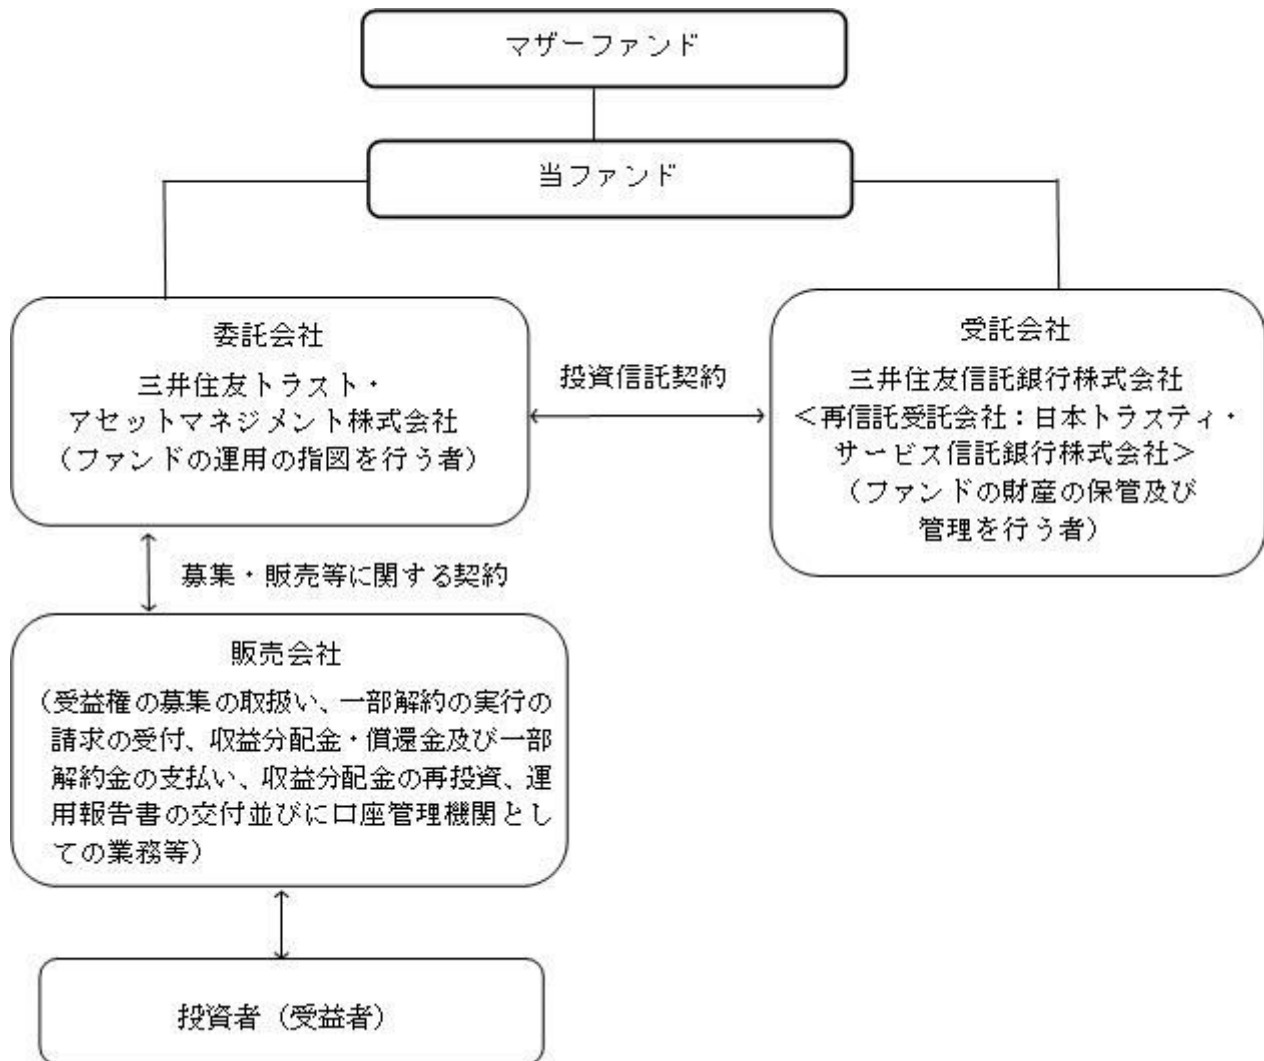 マザーファンド
当ファンド
委託会社
三井住友トラスト・
アセットマネジメント株式会社
（ファンドの運用の指図を行う者）
投資信託契約
受託会社
三井住友信託銀行株式会社
＜再信託受託会社：日本トラスティ・
サービス信託銀行株式会社＞
（ファンドの財産の保管及び
管理を行う者）
募集・販売等に関する契約
販売会社
（受益権の募集の取扱い、一部解約の実行の
請求の受付、収益分配金・償還金及び一部
解約金の支払い、収益分配金の再投資、運
用報告書の交付並びに口座管理機関とし
ての業務等）
投資者（受益者）